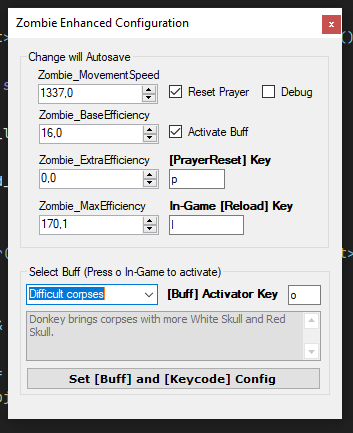 Zombie Enhanced Configuration
x
Change will Autosave
Zombie_MovementSpeed
1337,0
Reset Prayer
Debug
Zombie_BaseEfficiency
16,0
Activate Buff
Zombie_ExtraEfficiency
[PrayerReset] Key
0,0
p
Zombie_MaxEfficiency
In-Game [Reload] Key
170,1
l
Select Buff (Press o In-Game to activate)
Difficult corpses
[Buff] Activator Key
o
Donkey brings corpses with more White Skull and Red
Skull.
Set [Buff] and [Keycode] Config